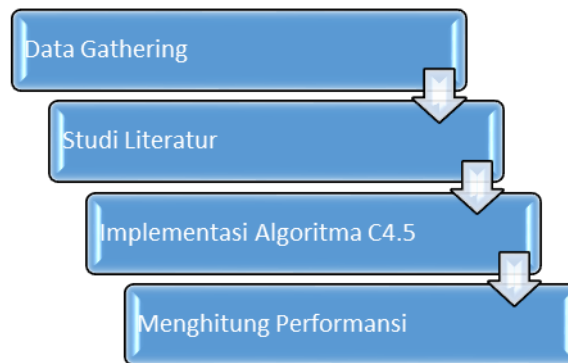 Data Gathering
Studi Literatur
Implementasi Algoritma C4.5
Menghitung Performansi